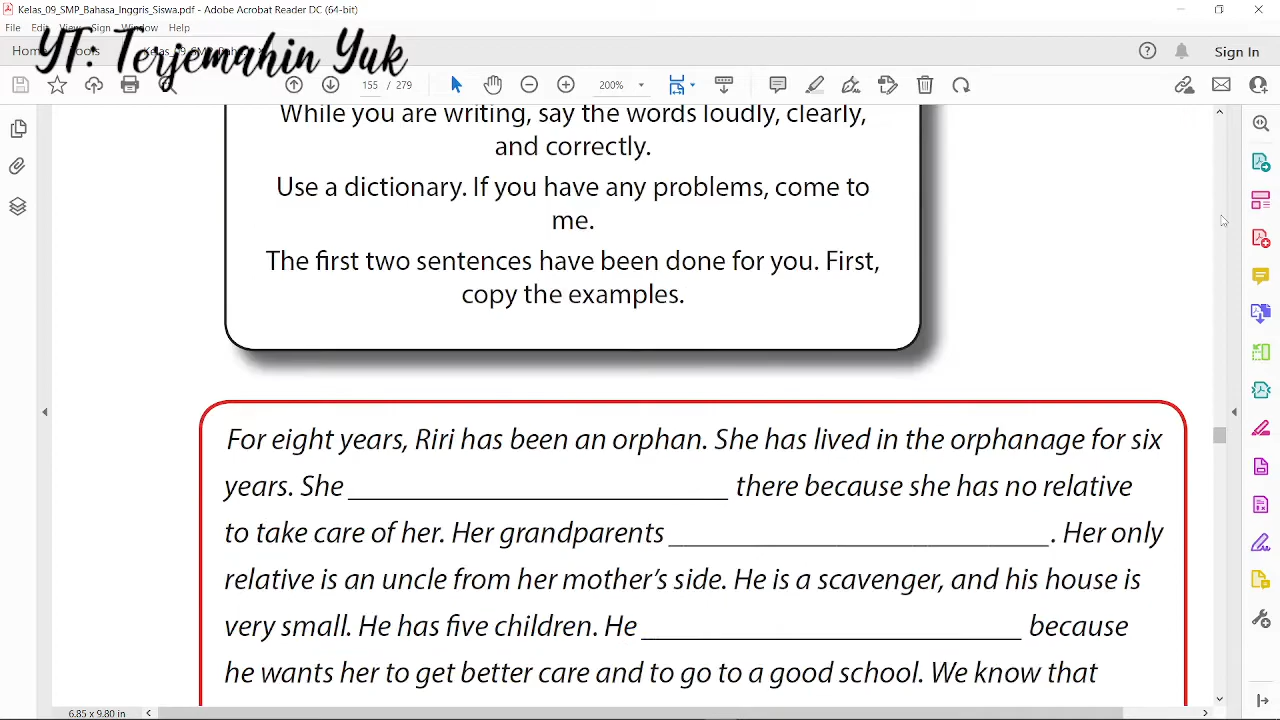 Kelas_09_SMP_Bahasa_Inggris_Siswa.pdf - Adobe Acrobat Reader DC (64-bit)
File Edit View Sign Window Help
YT: Terjemahin Yuk
Sign In
155 / 279
200%
While you are writing, say the words loudly, clearly,
and correctly.
Use a dictionary. If you have any problems, come to
me.
The first two sentences have been done for you. First,
copy the examples.
For eight years, Riri has been an orphan. She has lived in the orphanage for six
years. She ____________________ there because she has no relative
to take care of her. Her grandparents ____________________. Her only
relative is an uncle from her mother's side. He is a scavenger, and his house is
very small. He has five children. He ____________________ because
he wants her to get better care and to go to a good school. We know that
6.85 x 9.80 in